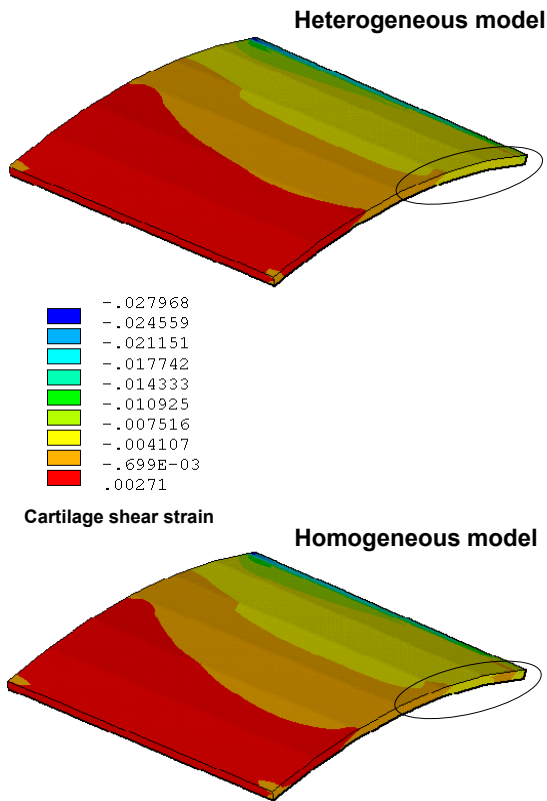 Heterogeneous model
-.027968
-.024559
-.021151
-.017742
-.014333
-.010925
-.007516
-.004107
-.699E-03
.00271
Cartilage shear strain
Homogeneous model